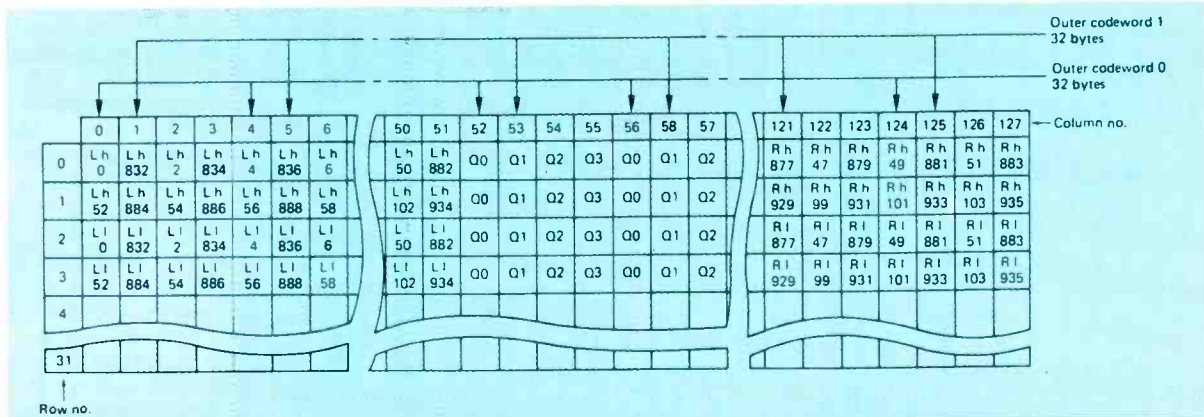 Outer codeword 1
32 bytes
Outer codeword 0
32 bytes
0 1 2 3 4 5 6 50 51 52 53 54 55 56 58 57 121 122 123 124 125 126 127 Column no.
0 Lh 0 Lh 832 Lh 2 Lh 834 Lh 4 Lh 836 Lh 6 Lh 50 Lh 882 Q0 Q1 Q2 Q3 Q0 Q1 Q2 Rh 877 Rh 47 Rh 879 Rh 49 Rh 881 Rh 51 Rh 883
1 Lh 52 Lh 884 Lh 54 Lh 886 Lh 56 Lh 888 Lh 58 Lh 102 Lh 934 Q0 Q1 Q2 Q3 Q0 Q1 Q2 Rh 929 Rh 99 Rh 931 Rh 101 Rh 933 Rh 103 Rh 935
2 Ll 0 Ll 832 Ll 2 Ll 834 Ll 4 Ll 836 Ll 6 Ll 50 Ll 882 Q0 Q1 Q2 Q3 Q0 Q1 Q2 Rl 877 Rl 47 Rl 879 Rl 49 Rl 881 Rl 51 Rl 883
3 Ll 52 Ll 884 Ll 54 Ll 886 Ll 56 Ll 888 Ll 58 Ll 102 Ll 934 Q0 Q1 Q2 Q3 Q0 Q1 Q2 Rl 929 Rl 99 Rl 931 Rl 101 Rl 933 Rl 103 Rl 935
4
31
Row no.